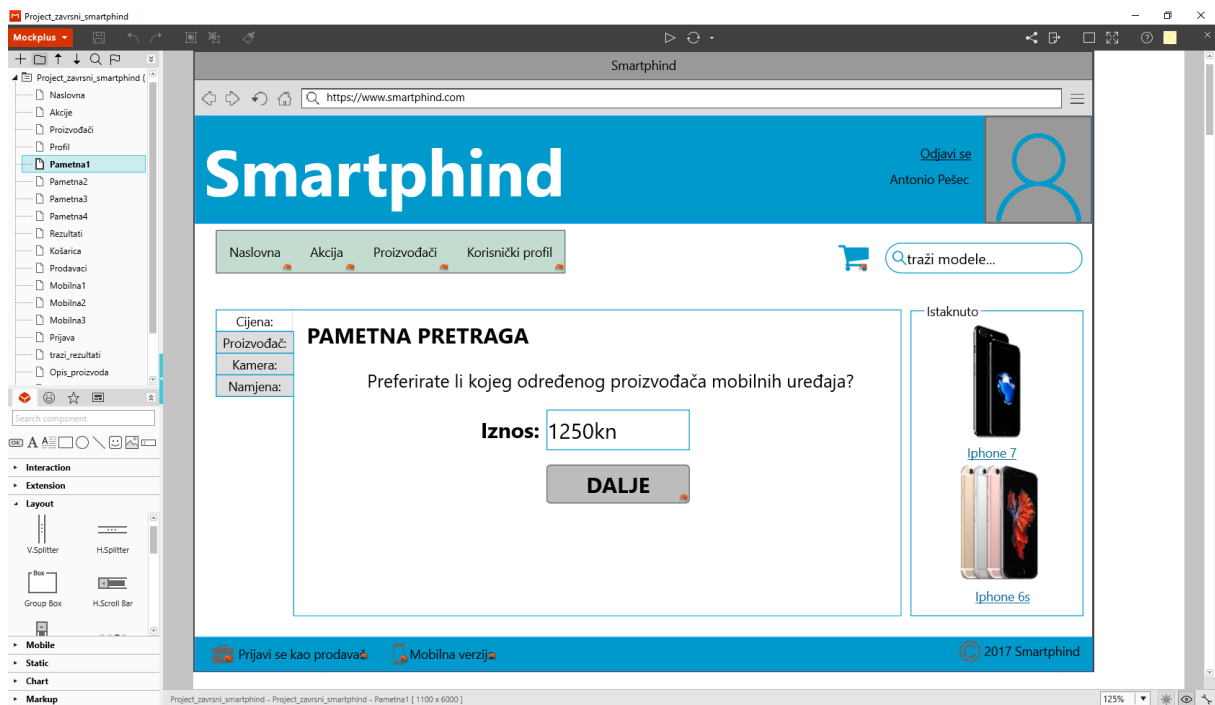 Project_zavrsni_smartphind
Mockplus
Project_zavrsni_smartphind (
Naslovna
Akcije
Proizvođači
Profil
Pametna1
Pametna2
Pametna3
Pametna4
Rezultati
Košarica
Prodavaci
Mobilna1
Mobilna2
Mobilna3
Prijava
trazi_rezultati
Opis_proizvoda
Search component
OK
Interaction
Extension
Layout
V.Splitter H.Splitter
Box
Group Box H.Scroll Bar
Mobile
Static
Chart
Markup
Smartphind
https://www.smartphind.com
Smartphind
Odjavi se
Antonio Pešec
Naslovna Akcija Proizvođači Korisnički profil
traži modele...
Cijena:
Proizvođač:
Kamera:
Namjena:
PAMETNA PRETRAGA
Preferirate li kojeg određenog proizvođača mobilnih uređaja?
Iznos: 1250kn
DALJE
Istaknuto
Iphone 7
Iphone 6s
Prijavi se kao prodavač Mobilna verzija
© 2017 Smartphind
Project_zavrsni_smartphind - Project_zavrsni_smartphind - Pametna1 [ 1100 x 6000 ]
125%